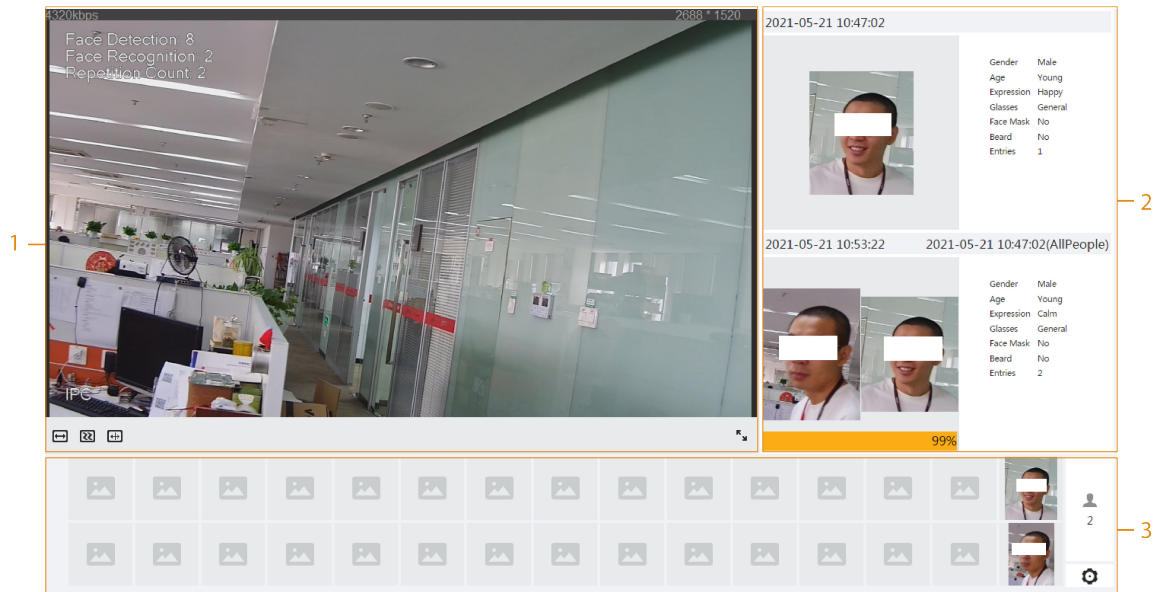 4320kbps
2688 * 1520
Face Detection: 8
Face Recognition: 2
Repetition Count: 2
IPC
1
2021-05-21 10:47:02
Gender Male
Age Young
Expression Happy
Glasses General
Face Mask No
Beard No
Entries 1
2
2021-05-21 10:53:22 2021-05-21 10:47:02(AllPeople)
Gender Male
Age Young
Expression Calm
Glasses General
Face Mask No
Beard No
Entries 2
99%
2
3